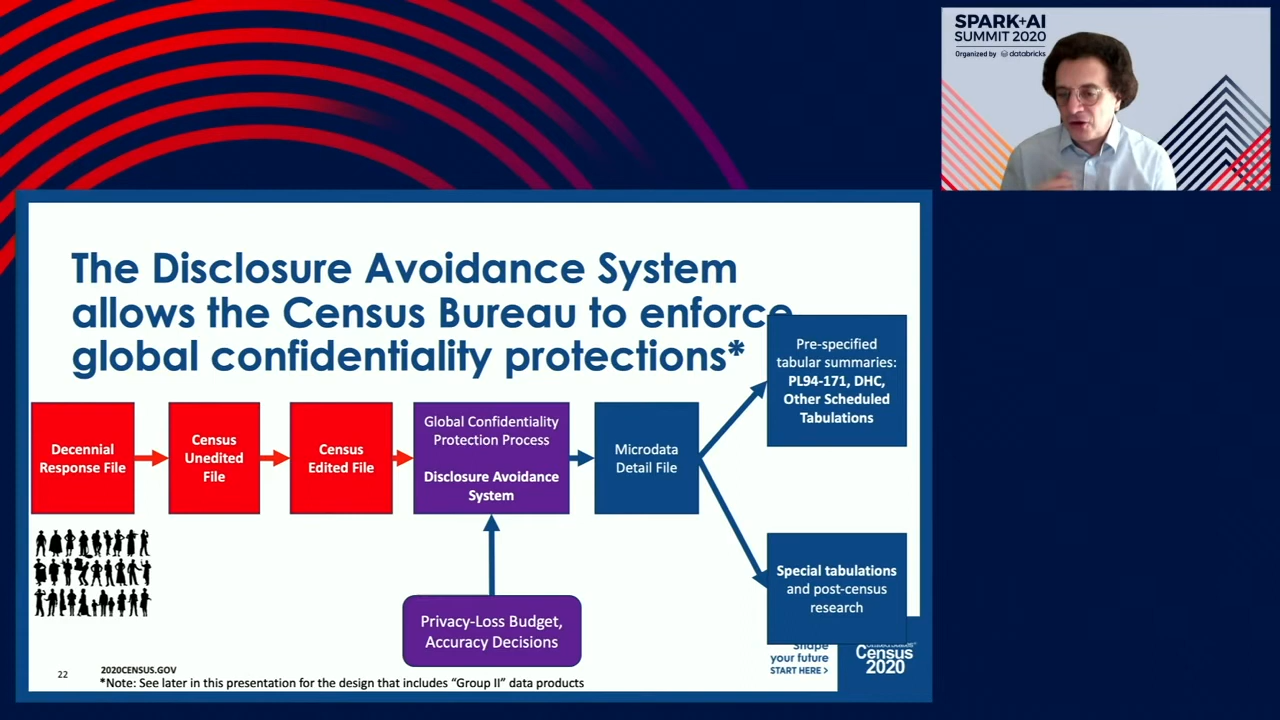 SPARK+AI
SUMMIT 2020
Organized by databricks
The Disclosure Avoidance System
allows the Census Bureau to enforce
global confidentiality protections*
Decennial
Response File
Census
Unedited
File
Census
Edited File
Global Confidentiality
Protection Process
Disclosure Avoidance
System
Microdata
Detail File
Pre-specified
tabular summaries:
PL94-171, DHC,
Other Scheduled
Tabulations
Special tabulations
and post-census
research
Privacy-Loss Budget,
Accuracy Decisions
Shape
your future
START HERE >
Census
2020
22
2020CENSUS.GOV
*Note: See later in this presentation for the design that includes “Group II” data products